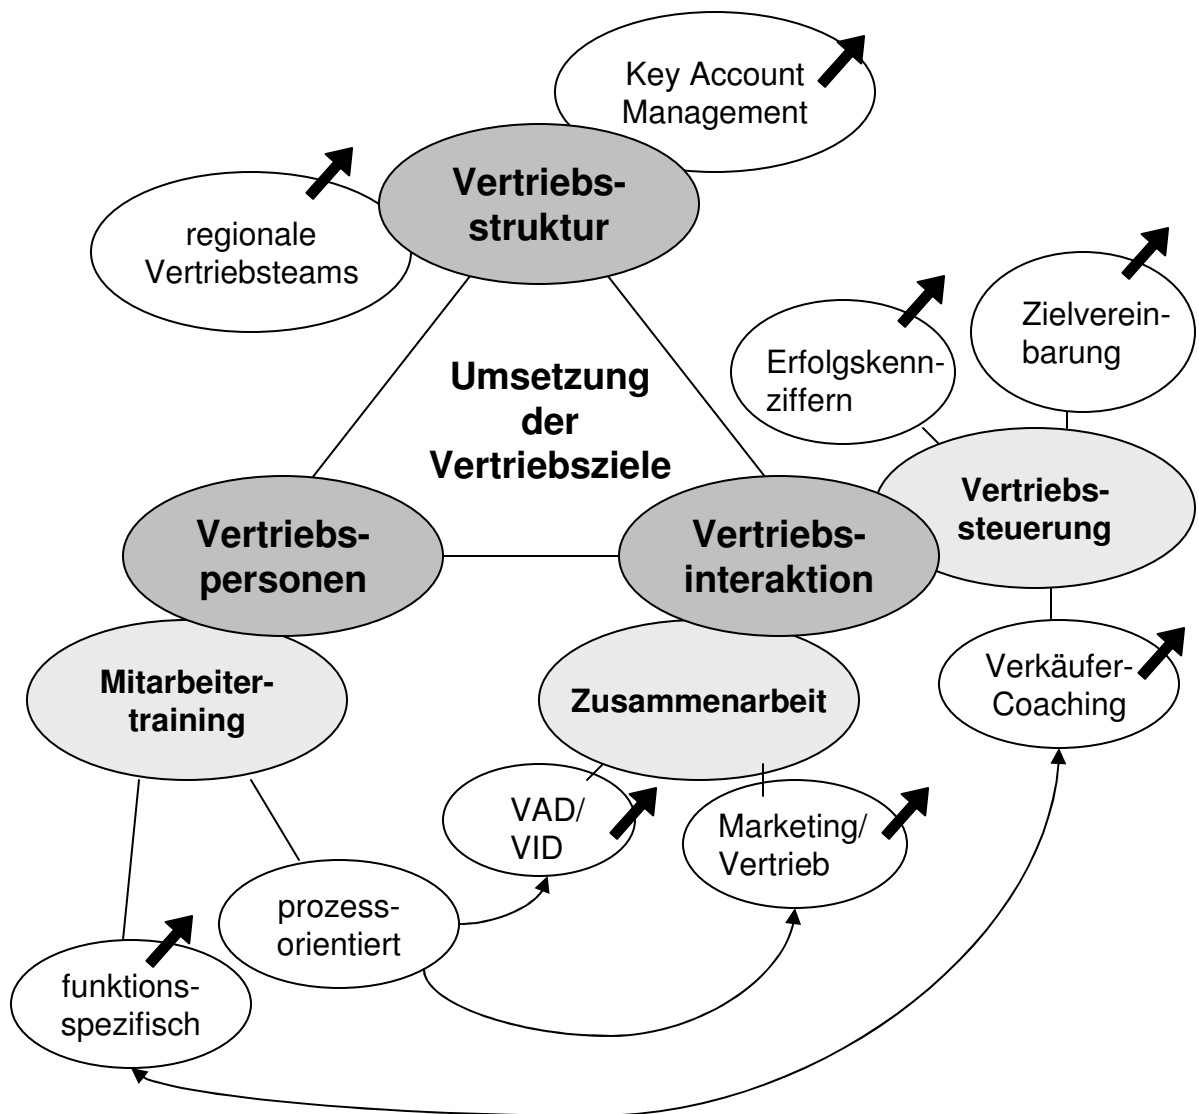 Key Account
Management
Vertriebs-
struktur
regionale
Vertriebsteams
Zielverein-
barung
Erfolgskenn-
ziffern
Umsetzung
der
Vertriebsziele
Vertriebs-
steuerung
Vertriebs-
personen
Vertriebs-
interaktion
Mitarbeiter-
training
Zusammenarbeit
Verkäufer-
Coaching
VAD/
VID
Marketing/
Vertrieb
prozess-
orientiert
funktions-
spezifisch